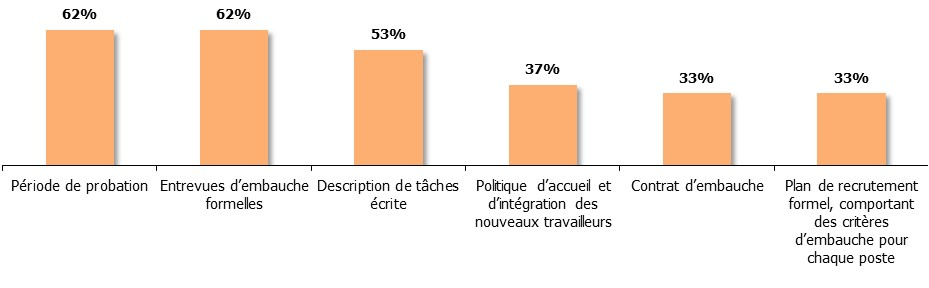 62%
62%
53%
37%
33%
33%
Période de probation
Entrevues d’embauche
formelles
Description de tâches
écrite
Politique d’accueil et
d’intégration des
nouveaux travailleurs
Contrat d’embauche
Plan de recrutement
formel, comportant
des critères
d’embauche pour
chaque poste